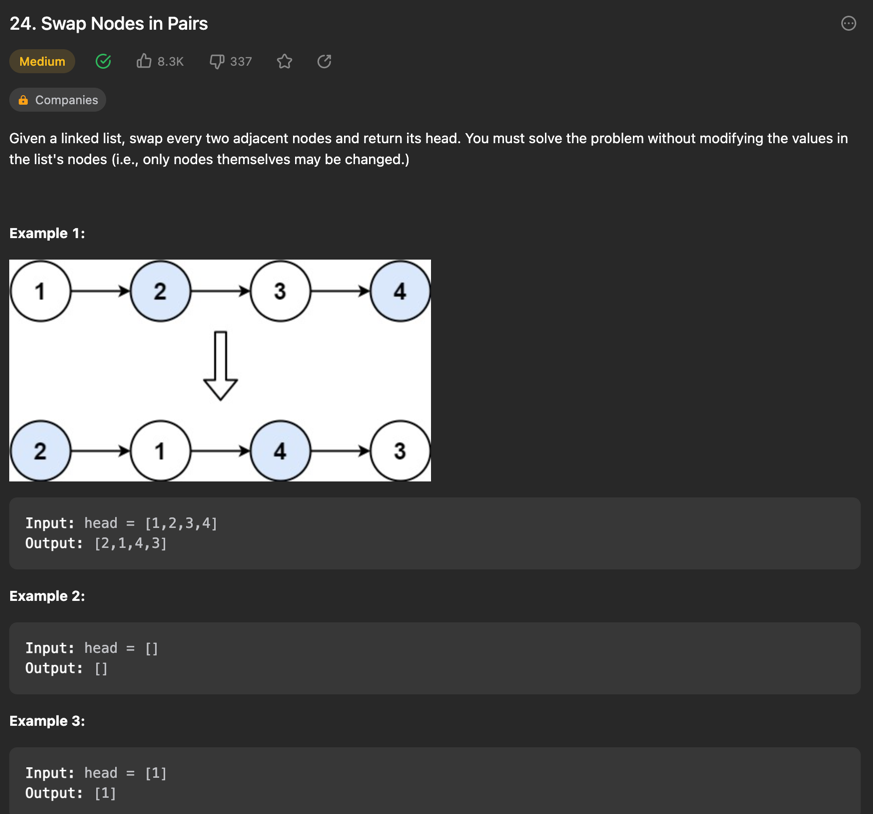 24. Swap Nodes in Pairs
Medium 8.3K 337
Companies
Given a linked list, swap every two adjacent nodes and return its head. You must solve the problem without modifying the values in
the list's nodes (i.e., only nodes themselves may be changed.)
Example 1:
1 2 3 4
2 1 4 3
Input: head = [1,2,3,4]
Output: [2,1,4,3]
Example 2:
Input: head = []
Output: []
Example 3:
Input: head = [1]
Output: [1]